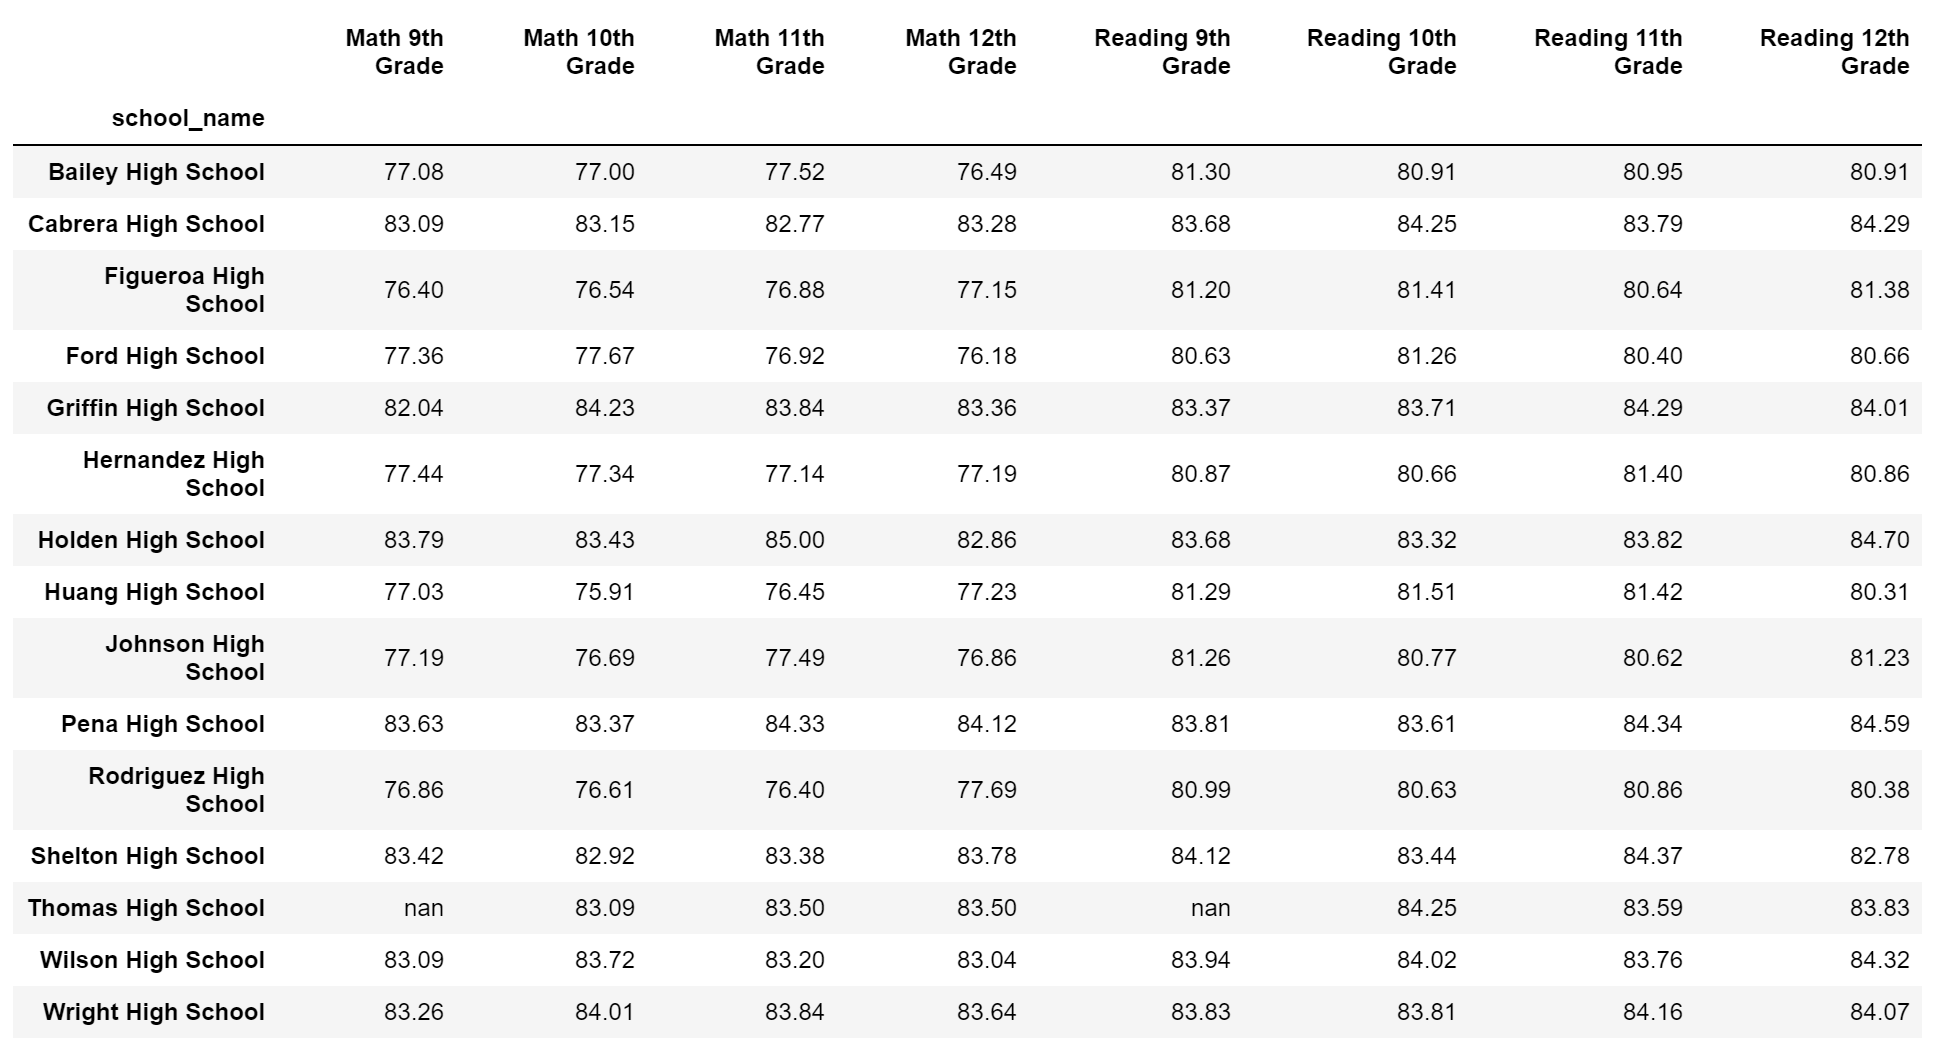 Math 9th Grade Math 10th Grade Math 11th Grade Math 12th Grade Reading 9th Grade Reading 10th Grade Reading 11th Grade Reading 12th Grade
school_name
Bailey High School 77.08 77.00 77.52 76.49 81.30 80.91 80.95 80.91
Cabrera High School 83.09 83.15 82.77 83.28 83.68 84.25 83.79 84.29
Figueroa High School 76.40 76.54 76.88 77.15 81.20 81.41 80.64 81.38
Ford High School 77.36 77.67 76.92 76.18 80.63 81.26 80.40 80.66
Griffin High School 82.04 84.23 83.84 83.36 83.37 83.71 84.29 84.01
Hernandez High School 77.44 77.34 77.14 77.19 80.87 80.66 81.40 80.86
Holden High School 83.79 83.43 85.00 82.86 83.68 83.32 83.82 84.70
Huang High School 77.03 75.91 76.45 77.23 81.29 81.51 81.42 80.31
Johnson High School 77.19 76.69 77.49 76.86 81.26 80.77 80.62 81.23
Pena High School 83.63 83.37 84.33 84.12 83.81 83.61 84.34 84.59
Rodriguez High School 76.86 76.61 76.40 77.69 80.99 80.63 80.86 80.38
Shelton High School 83.42 82.92 83.38 83.78 84.12 83.44 84.37 82.78
Thomas High School nan 83.09 83.50 83.50 nan 84.25 83.59 83.83
Wilson High School 83.09 83.72 83.20 83.04 83.94 84.02 83.76 84.32
Wright High School 83.26 84.01 83.84 83.64 83.83 83.81 84.16 84.07